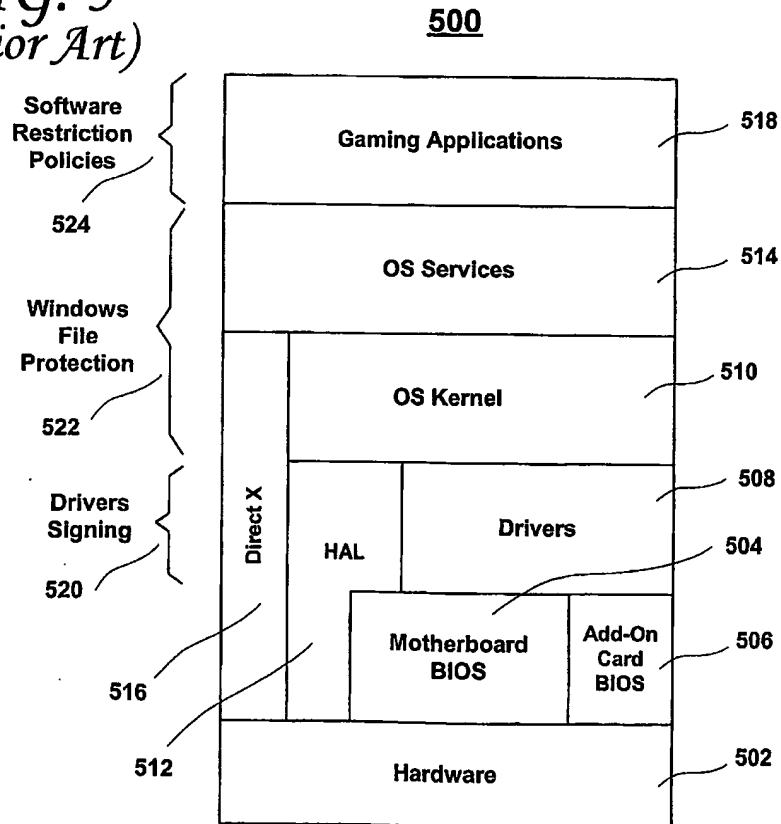 500
ior Art)
Software
Restriction
Policies
524
Gaming Applications
518
OS Services
514
Windows
File
Protection
522
OS Kernel
510
Drivers
Signing
520
Direct X
516
HAL
512
Drivers
508
504
Motherboard
BIOS
Add-On
Card
BIOS
506
Hardware
502